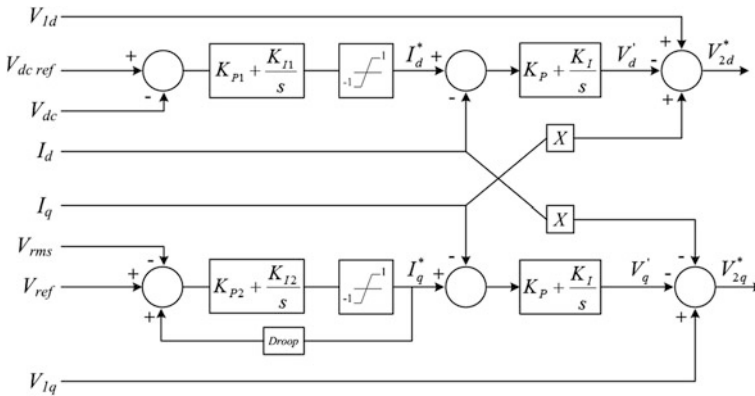 V1d
Vdc ref
+
-
KP1 + KI1/s
1
-1
I*d
+
-
KP + KI/s
V'd
+
-
+
V*2d
Vdc
Id
Iq
X
X
Vrms
Vref
-
+
+
KP2 + KI2/s
1
-1
I*q
-
+
KP + KI/s
V'q
-
-
+
V*2q
Droop
V1q